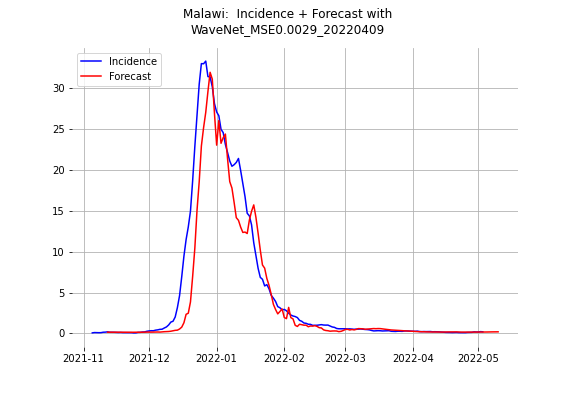 Malawi:  Incidence + Forecast with
WaveNet_MSE0.0029_20220409
Incidence
Forecast
30
25
20
15
10
5
0
2021-11 2021-12 2022-01 2022-02 2022-03 2022-04 2022-05